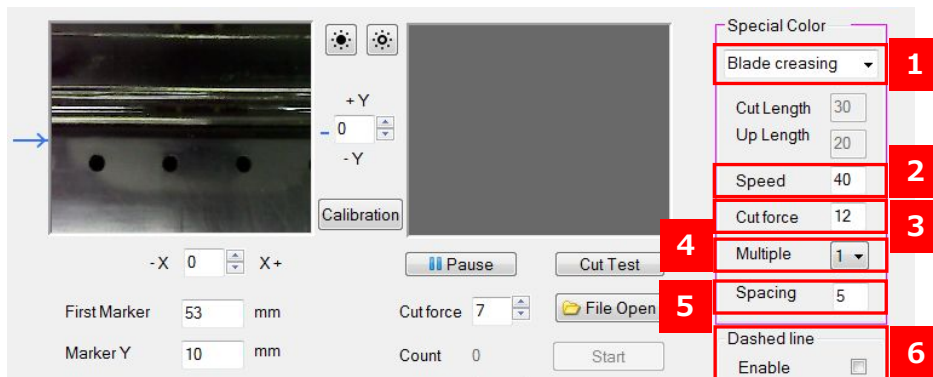 Special Color
Blade creasing
1
+ Y
0
- Y
Cut Length 30
Up Length 20
Speed 40
2
Calibration
Cut force 12
3
4
Multiple 1
- X 0 X +
Pause
Cut Test
5
Spacing 5
First Marker 53 mm
Cut force 7
File Open
Dashed line
Marker Y 10 mm
Count 0
Start
Enable
6